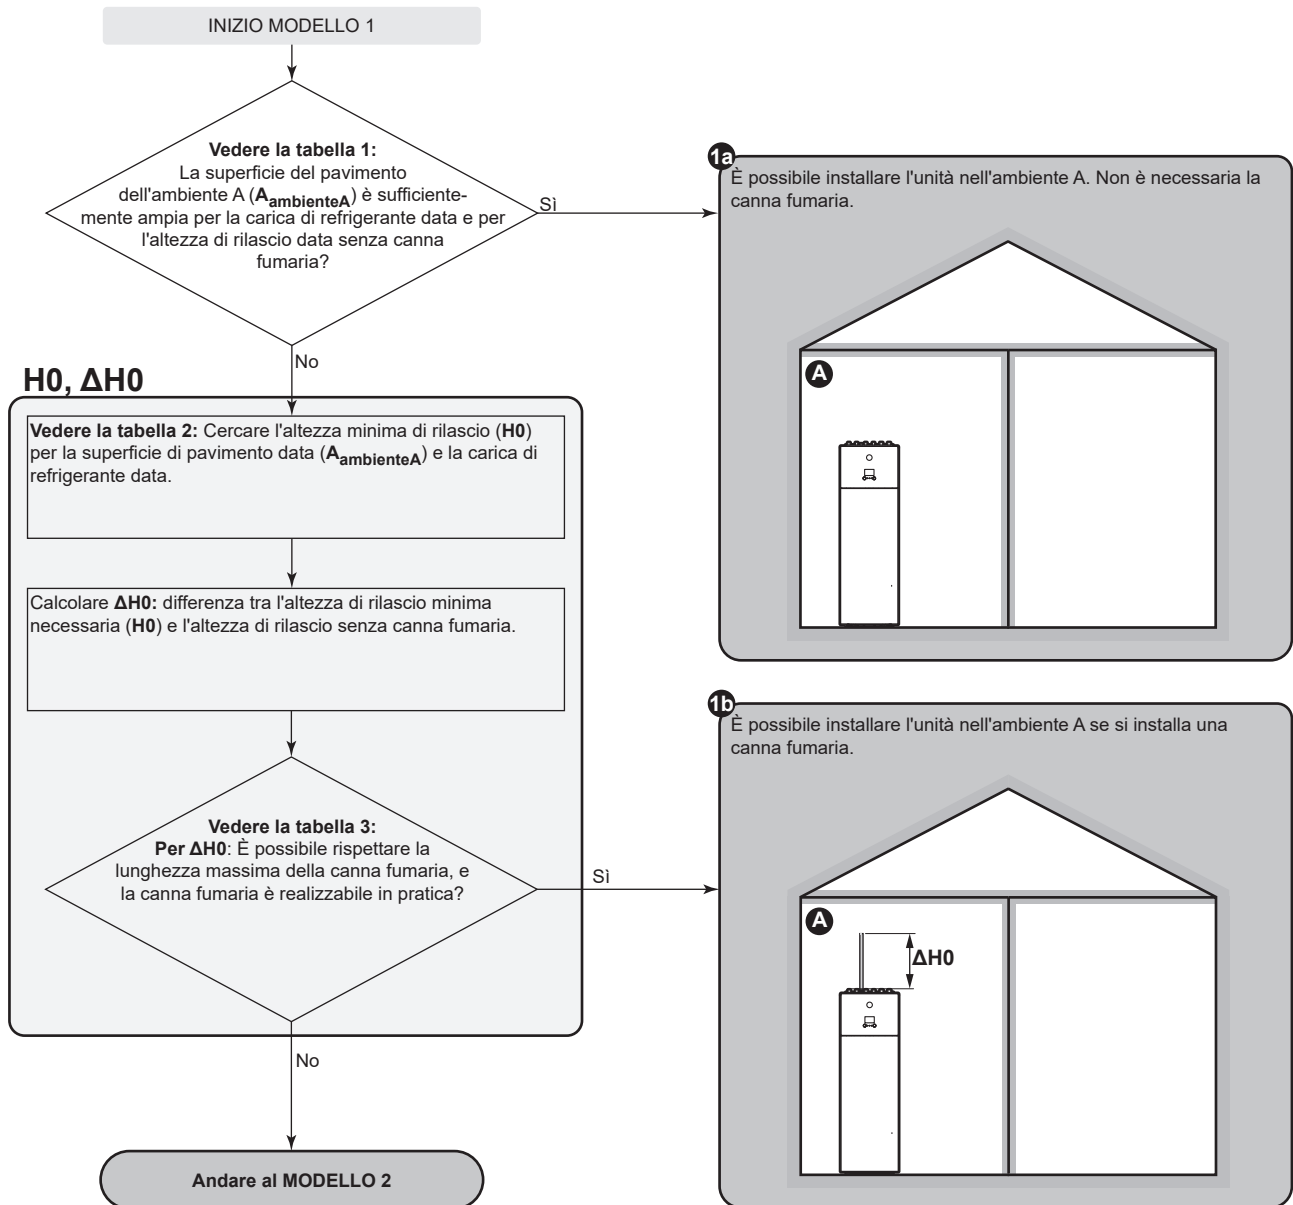 INIZIO MODELLO 1
Vedere la tabella 1:
La superficie del pavimento
dell'ambiente A (AambienteA) è sufficiente-
mente ampia per la carica di refrigerante data e per
l'altezza di rilascio data senza canna
fumaria?
Sì
1a
È possibile installare l'unità nell'ambiente A. Non è necessaria la
canna fumaria.
A
No
H0, ΔH0
Vedere la tabella 2: Cercare l'altezza minima di rilascio (H0)
per la superficie di pavimento data (AambienteA) e la carica di
refrigerante data.
Calcolare ΔH0: differenza tra l'altezza di rilascio minima
necessaria (H0) e l'altezza di rilascio senza canna fumaria.
Vedere la tabella 3:
Per ΔH0: È possibile rispettare la
lunghezza massima della canna fumaria, e
la canna fumaria è realizzabile in pratica?
Sì
1b
È possibile installare l'unità nell'ambiente A se si installa una
canna fumaria.
A
ΔH0
No
Andare al MODELLO 2